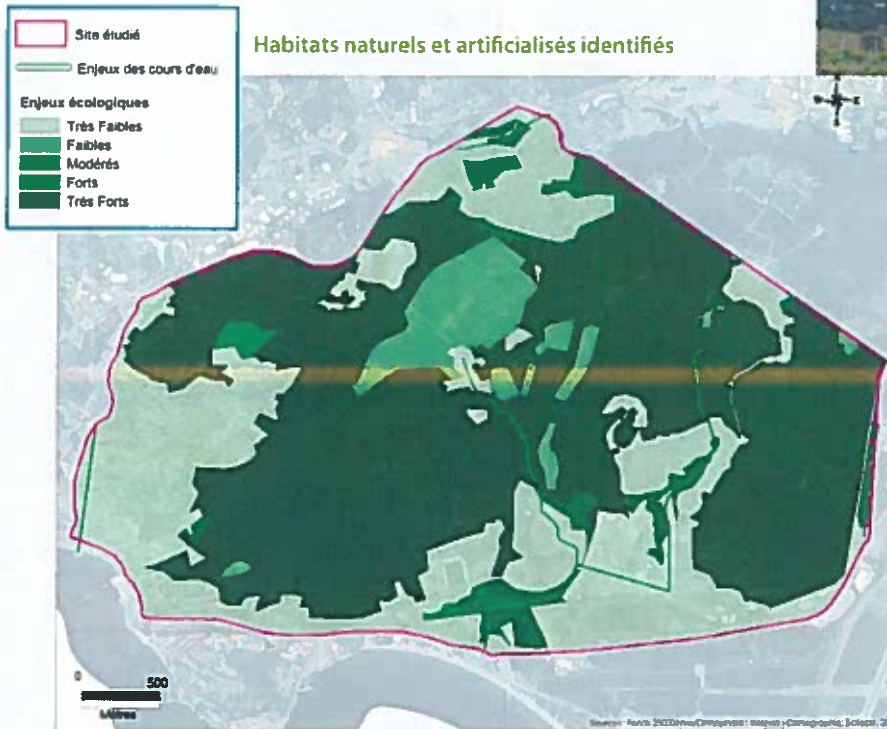 Site étudié
Enjeux des cours d'eau
Enjeux écologiques
Très Faibles
Faibles
Modérés
Forts
Très Forts
Habitats naturels et artificialisés identifiés
0
500
Mètres